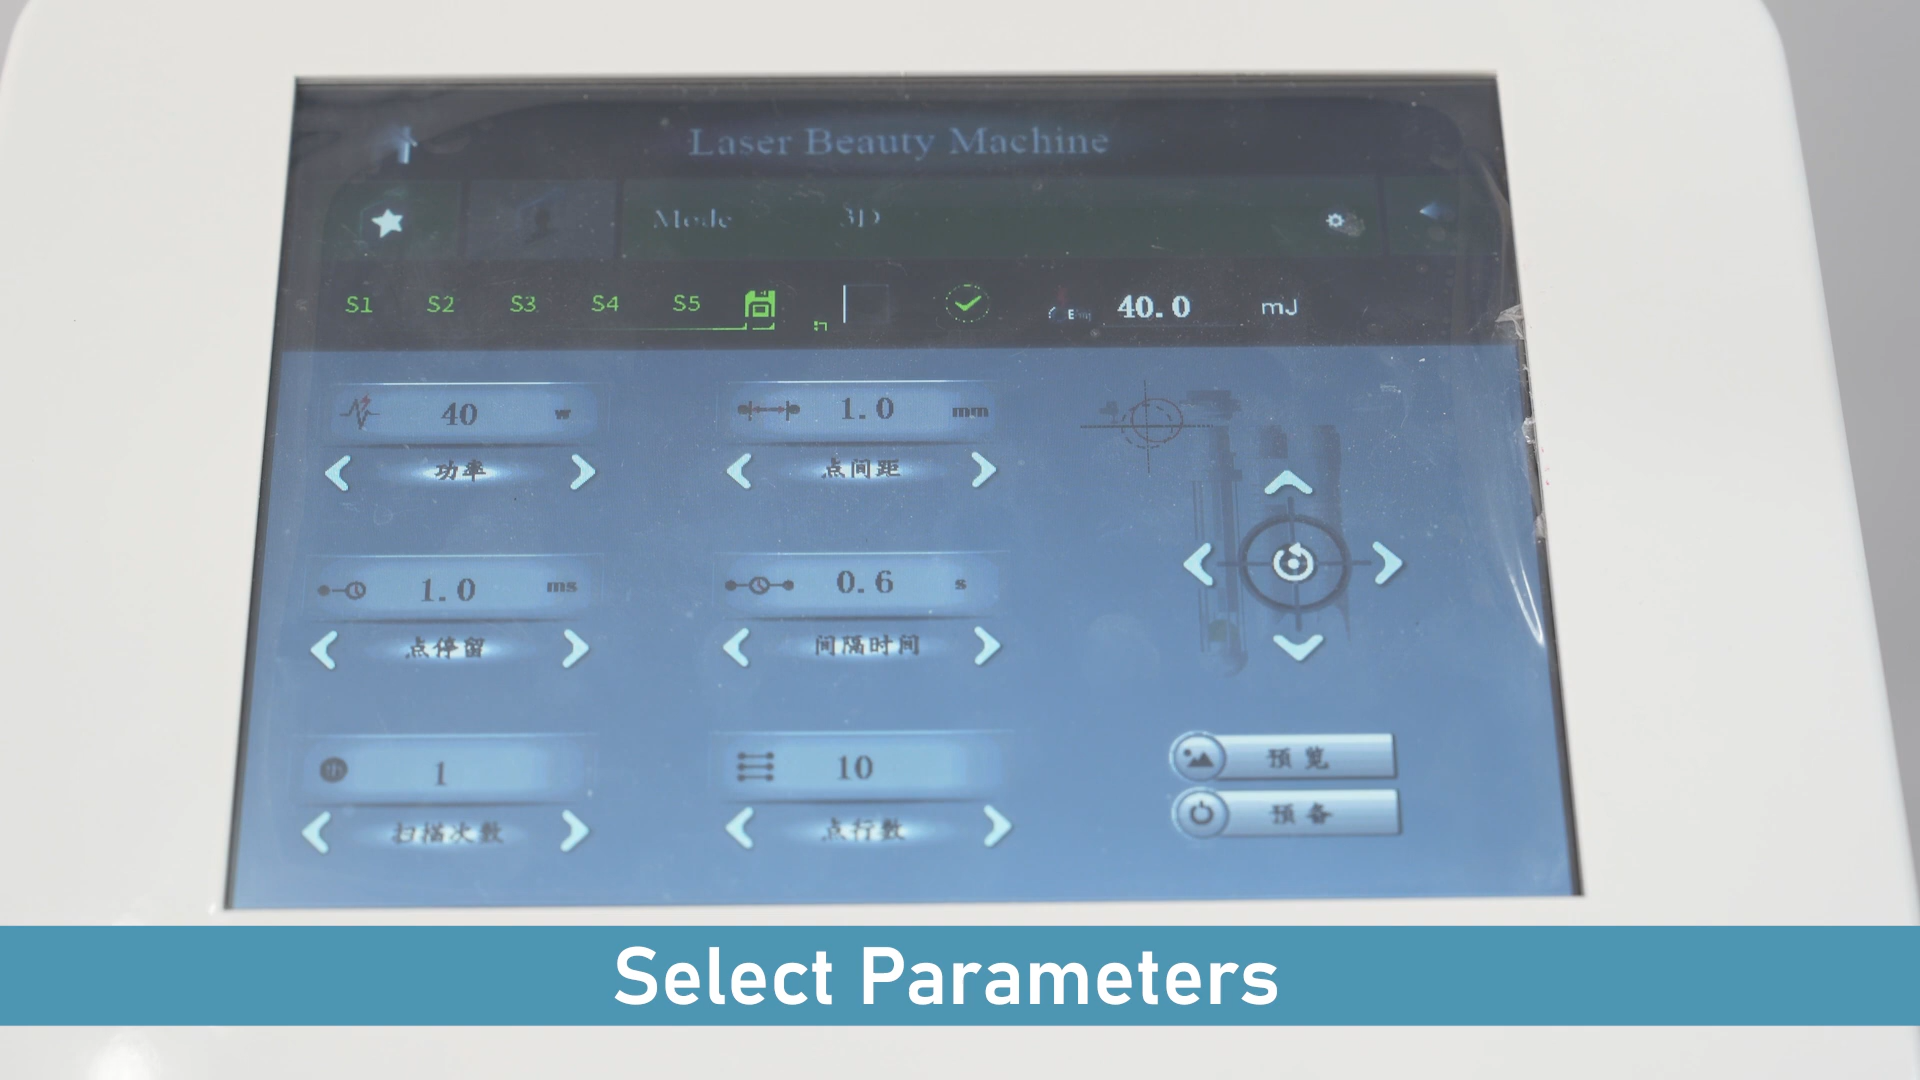 Laser Beauty Machine
Mode 3D
S1 S2 S3 S4 S5 40.0 mJ
40 w 1.0 mm
功率 点间距
1.0 ms 0.6 s
点停留 间隔时间
1 10 预览
扫描次数 点行数 预备
Select Parameters